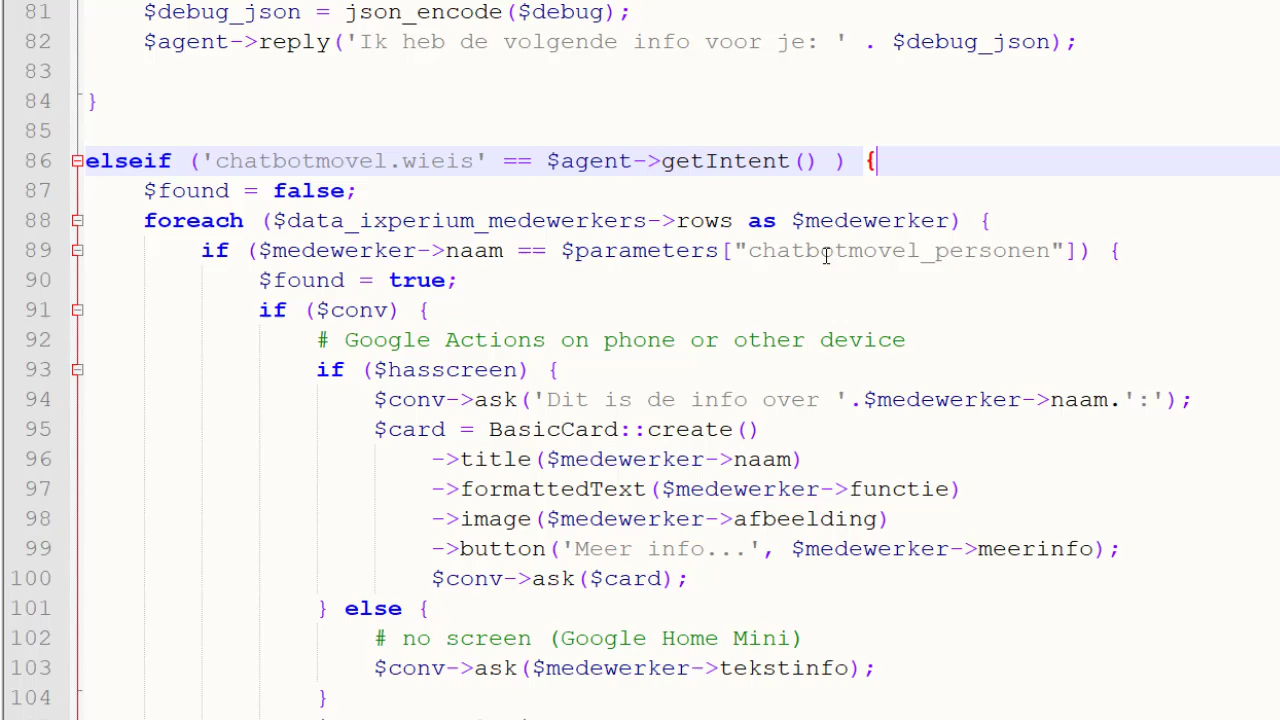 81 $debug_json = json_encode($debug);
82 $agent->reply('Ik heb de volgende info voor je: ' . $debug_json);
83
84 }
85
86 elseif ('chatbotmovel.wieis' == $agent->getIntent() ) {
87 $found = false;
88 foreach ($data_ixperium_medewerkers->rows as $medewerker) {
89 if ($medewerker->naam == $parameters["chatbotmovel_personen"]) {
90 $found = true;
91 if ($conv) {
92 # Google Actions on phone or other device
93 if ($hasscreen) {
94 $conv->ask('Dit is de info over '.$medewerker->naam.':');
95 $card = BasicCard::create()
96 ->title($medewerker->naam)
97 ->formattedText($medewerker->functie)
98 ->image($medewerker->afbeelding)
99 ->button('Meer info...', $medewerker->meerinfo);
100 $conv->ask($card);
101 } else {
102 # no screen (Google Home Mini)
103 $conv->ask($medewerker->tekstinfo);
104 }